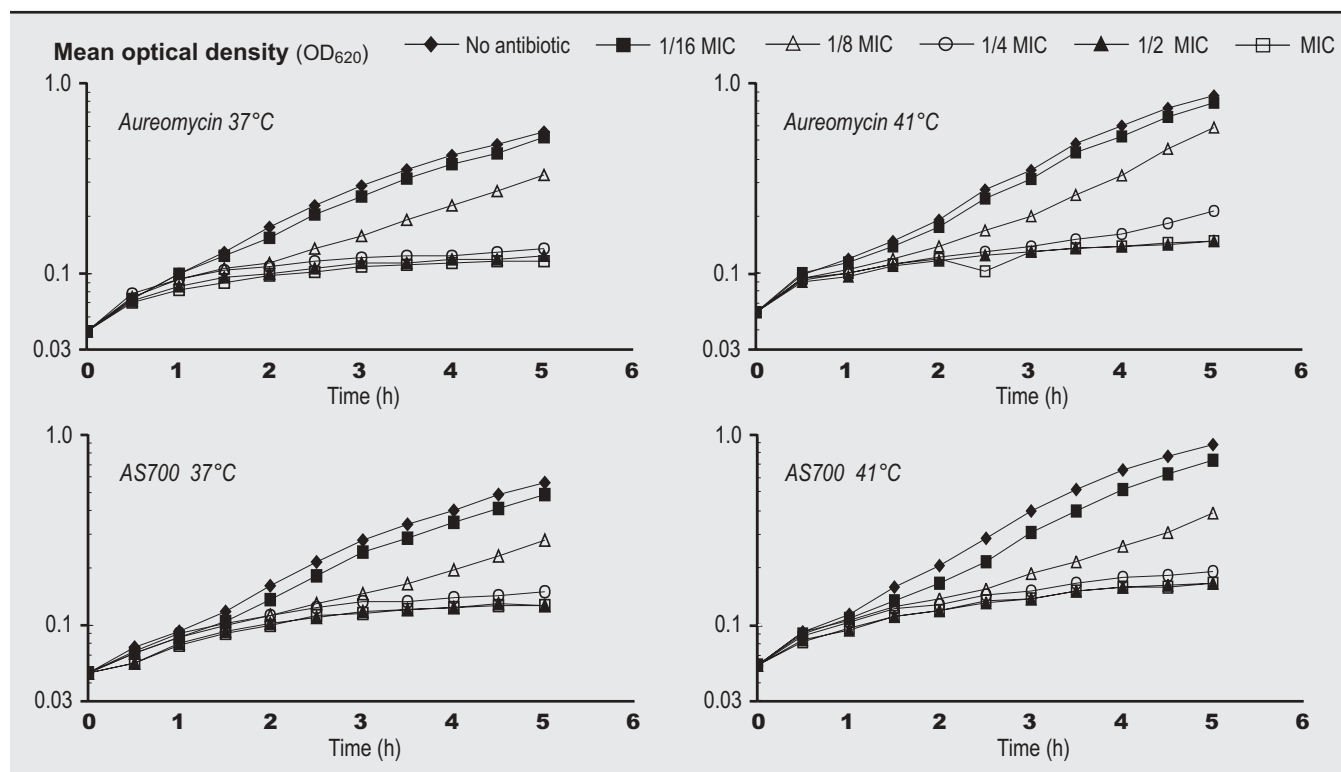 Mean optical density (OD₆₂₀) No antibiotic 1/16 MIC 1/8 MIC 1/4 MIC 1/2 MIC MIC
1.0
Aureomycin 37°C
0.1
0.03
0 1 2 3 4 5 6
Time (h)
1.0
Aureomycin 41°C
0.1
0.03
0 1 2 3 4 5 6
Time (h)
1.0
AS700 37°C
0.1
0.03
0 1 2 3 4 5 6
Time (h)
1.0
AS700 41°C
0.1
0.03
0 1 2 3 4 5 6
Time (h)